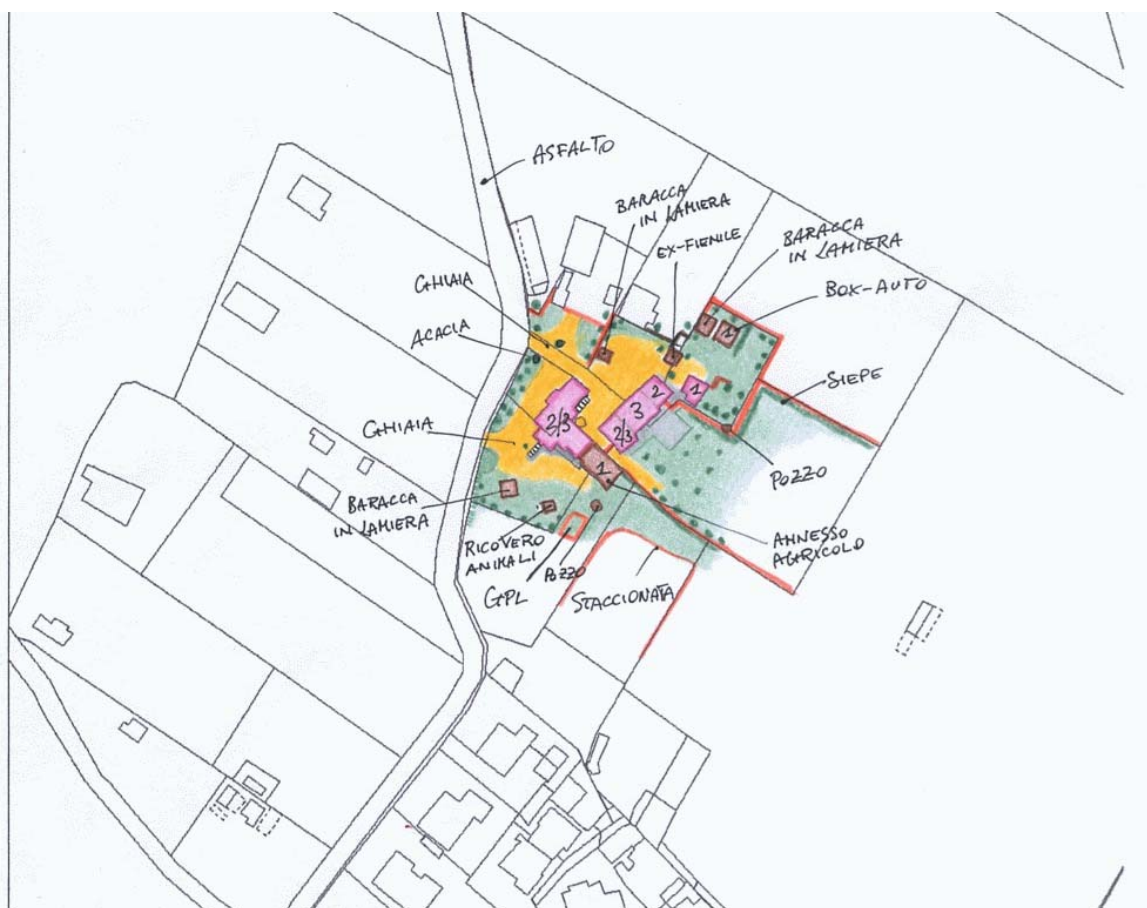 ASFALTO
BARACCA
IN LAMIERA
EX-FIENILE
BARACCA
IN LAMIERA
BOX-AUTO
GHIAIA
ACACIA
SIEPE
GHIAIA
POZZO
BARACCA
IN LAMIERA
RICOVERO
ANIMALI
GPL
POZZO
STACCIONATA
ANNESSO
AGRICOLO
1
1
2
3
2/3
2/3
1